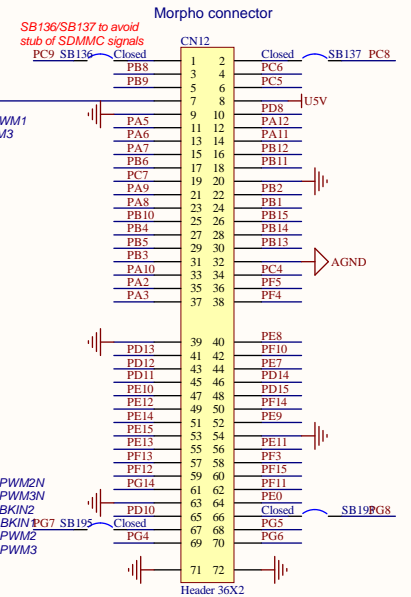 Morpho connector
SB136/SB137 to avoid
stub of SDMMC signals
CN12
PC9 SB136 Closed 1 2 Closed SB137 PC8
PB8 3 4 PC6
PB9 5 6 PC5
7 8 U5V
9 10 PD8
WM1 PA5 11 12 PA12
M3 PA6 13 14 PA11
PA7 15 16 PB12
PB6 17 18 PB11
PC7 19 20
PA9 21 22 PB2
PA8 23 24 PB1
PB10 25 26 PB15
PB4 27 28 PB14
PB5 29 30 PB13
PB3 31 32 AGND
PA10 33 34 PC4
PA2 35 36 PF5
PA3 37 38 PF4
39 40 PE8
PD13 41 42 PF10
PD12 43 44 PE7
PD11 45 46 PD14
PE10 47 48 PD15
PE12 49 50 PF14
PE14 51 52 PE9
PE15 53 54
PE13 55 56 PE11
PF13 57 58 PF3
PF12 59 60 PF15
PWM2N PG14 61 62 PF11
PWM3N 63 64 PE0
BKIN2 PD10 65 66 Closed PG8
BKIN1 PG7 SB195 Closed 67 68 PG5
PWM2 PG4 69 70 PG6
PWM3
71 72
Header 36X2